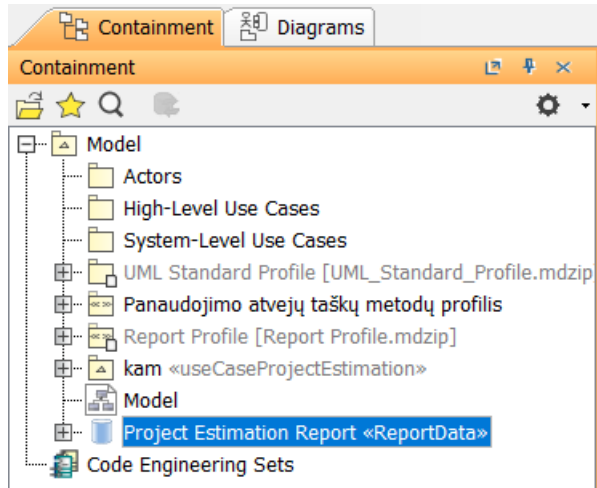 Containment
Diagrams
Containment
Model
Actors
High-Level Use Cases
System-Level Use Cases
UML Standard Profile [UML_Standard_Profile.mdzip
Panaudojimo atvejų taškų metodų profilis
Report Profile [Report Profile.mdzip]
kam «useCaseProjectEstimation»
Model
Project Estimation Report «ReportData»
Code Engineering Sets